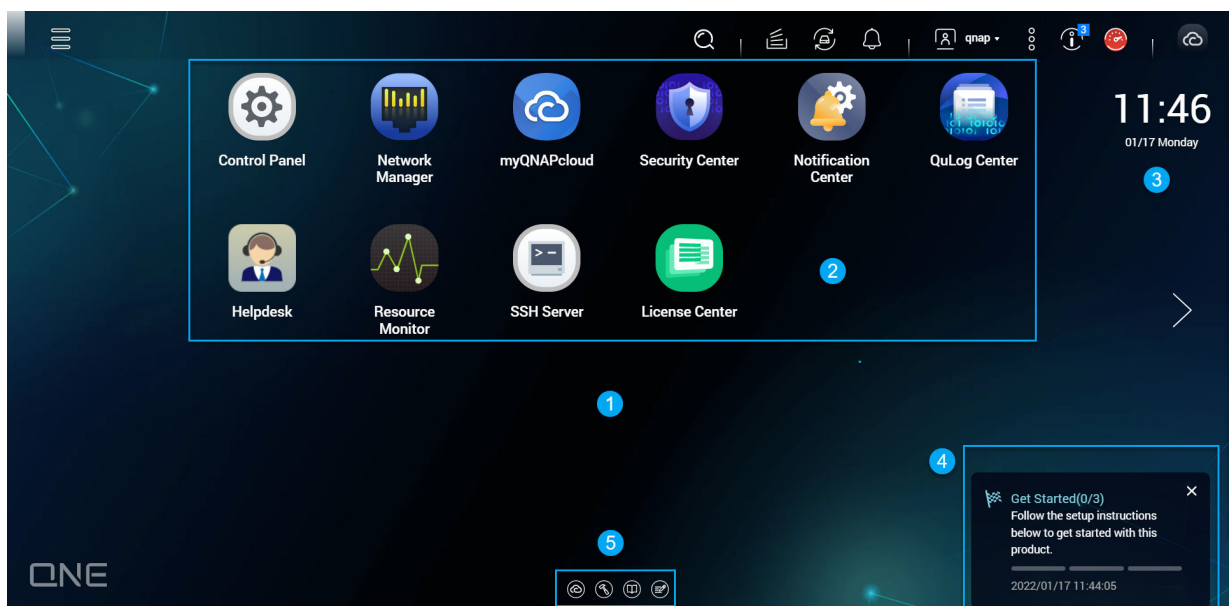 qnap
3
Control Panel
Network
Manager
myQNAPcloud
Security Center
Notification
Center
QuLog Center
11:46
01/17 Monday
3
Helpdesk
Resource
Monitor
SSH Server
License Center
2
1
4
Get Started(0/3)
Follow the setup instructions
below to get started with this
product.
2022/01/17 11:44:05
5
QNE